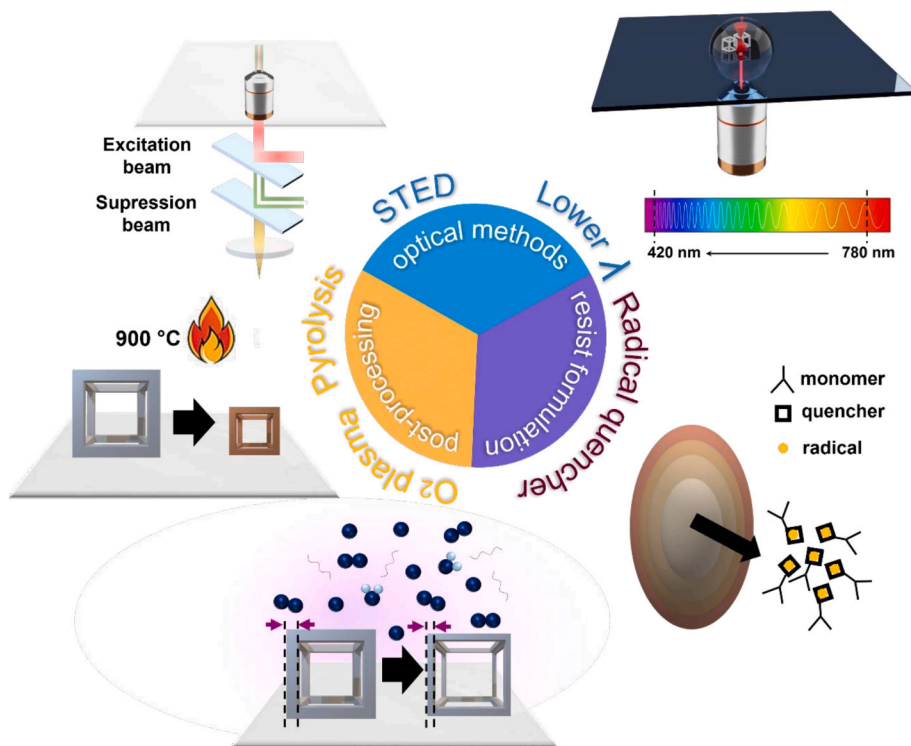 Excitation
beam
Supression
beam
STED
Lower λ
optical methods
420 nm
780 nm
900 °C
Pyrolysis
O2 plasma
post-processing
resist formulation
Radical quencher
monomer
quencher
radical